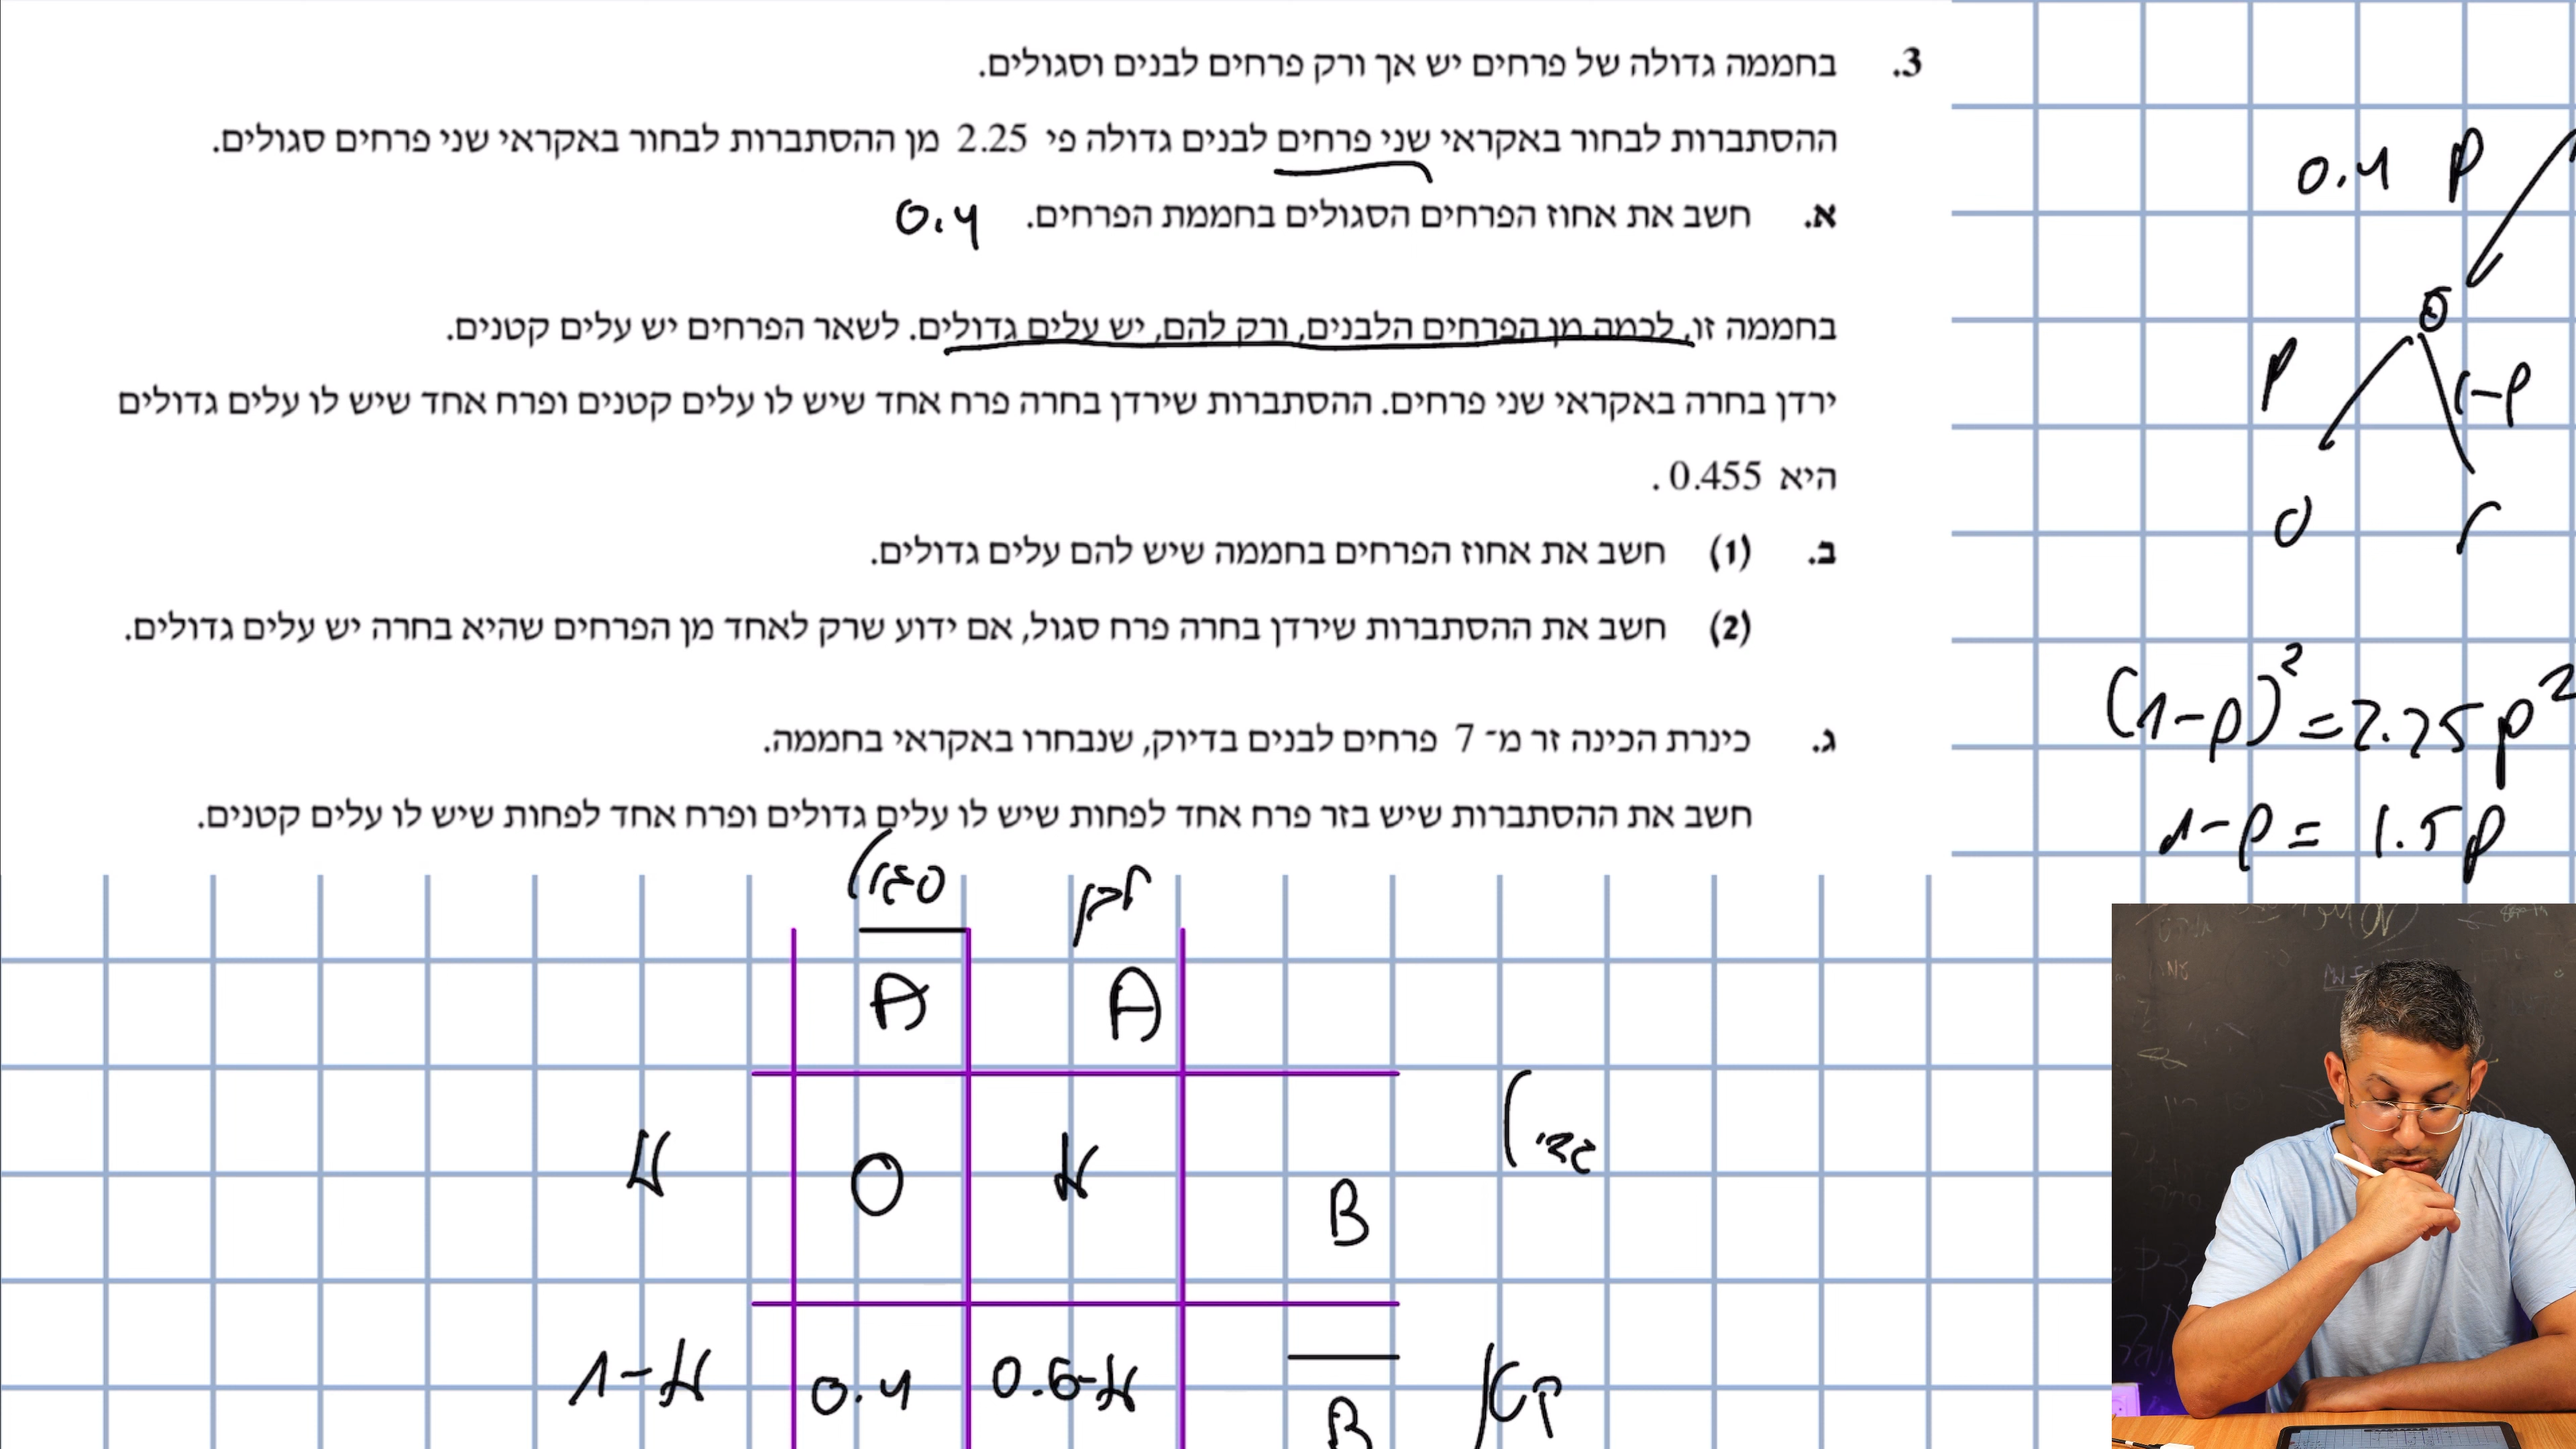 3. בחממה גדולה של פרחים יש אך ורק פרחים לבנים וסגולים.
ההסתברות לבחור באקראי שני פרחים לבנים גדולה פי 2.25 מן ההסתברות לבחור באקראי שני פרחים סגולים.
א. חשב את אחוז הפרחים הסגולים בחממת הפרחים. 0.4
בחממה זו, לכמה מן הפרחים הלבנים, ורק להם, יש עלים גדולים. לשאר הפרחים יש עלים קטנים.
ירדן בחרה באקראי שני פרחים. ההסתברות שירדן בחרה פרח אחד שיש לו עלים קטנים ופרח אחד שיש לו עלים גדולים
היא 0.455 .
ב. (1) חשב את אחוז הפרחים בחממה שיש להם עלים גדולים.
(2) חשב את ההסתברות שירדן בחרה פרח סגול, אם ידוע שרק לאחד מן הפרחים שהיא בחרה יש עלים גדולים.
ג. כינרת הכינה זר מ־ 7 פרחים לבנים בדיוק, שנבחרו באקראי בחממה.
חשב את ההסתברות שיש בזר פרח אחד לפחות שיש לו עלים גדולים ופרח אחד לפחות שיש לו עלים קטנים.
0.4 p
ס
p 1-p
ס ל
(1-p)² = 2.25p²
1-p = 1.5p
לבן סגול
A A
גדול B 0
קטן B 0.4